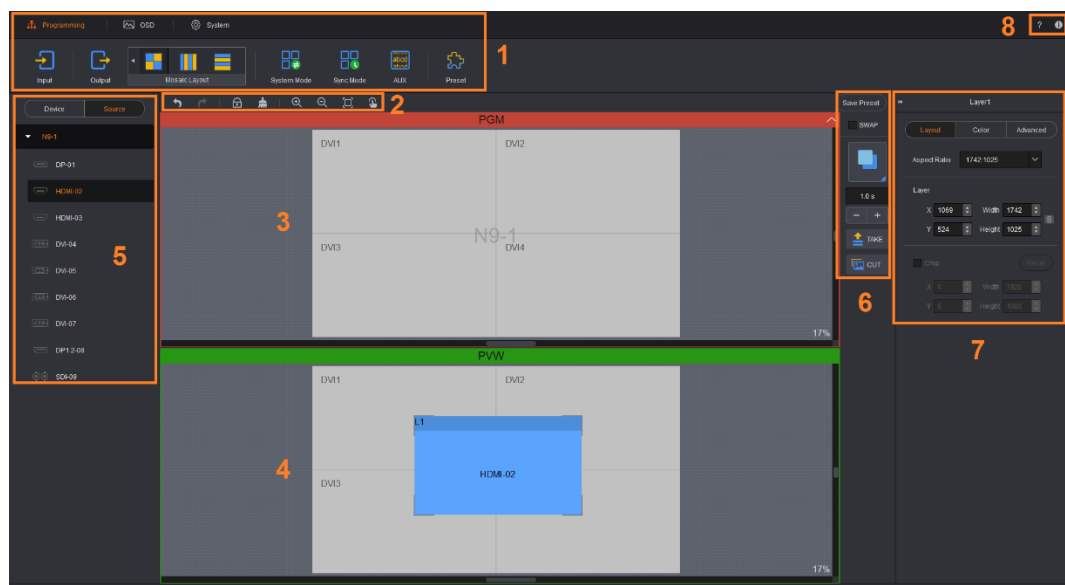 Programming OSD System
1
8
?
Input Output Mosaic Layout System Mode Sync Mode AUX Preset
2
Device Source
N9-1
DP-01
HDMI-02
HDMI-03
DVI-04
DVI-05
DVI-06
DVI-07
DP1.2-08
SDI-09
5
PGM
DVI1 DVI2
3
N9-1
DVI3 DVI4
17%
PVW
DVI1 DVI2
L1
HDMI-02
4
DVI3
17%
Save Preset
SWAP
1.0 s
- +
TAKE
CUT
6
Layer1
Layout Color Advanced
Aspect Ratio 1742:1025
Layer
X 1069 Width 1742
S
Y 524 Height 1025
Crop Reset
X 0 Width 1920
Y 0 Height 1080
7